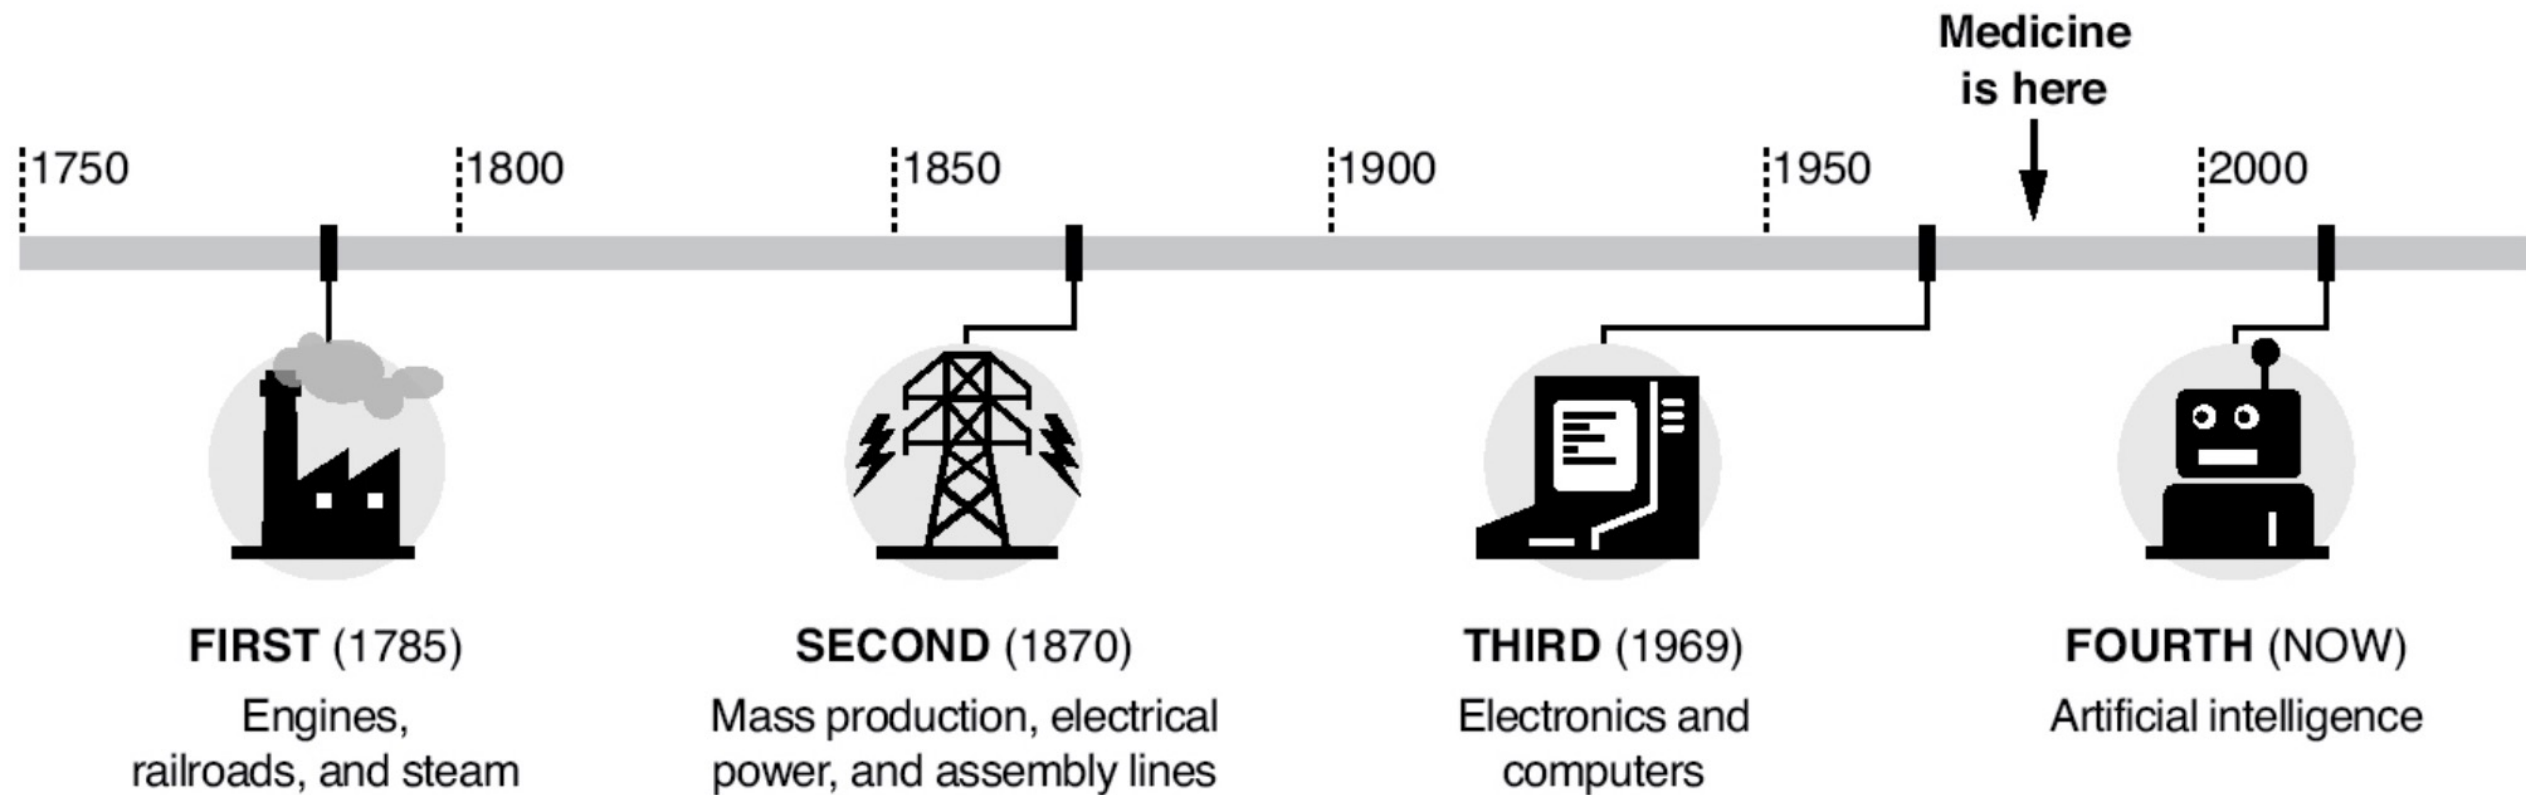 Medicine
is here
1750
1800
1850
1900
1950
2000
FIRST (1785)
Engines,
railroads, and steam
SECOND (1870)
Mass production, electrical
power, and assembly lines
THIRD (1969)
Electronics and
computers
FOURTH (NOW)
Artificial intelligence